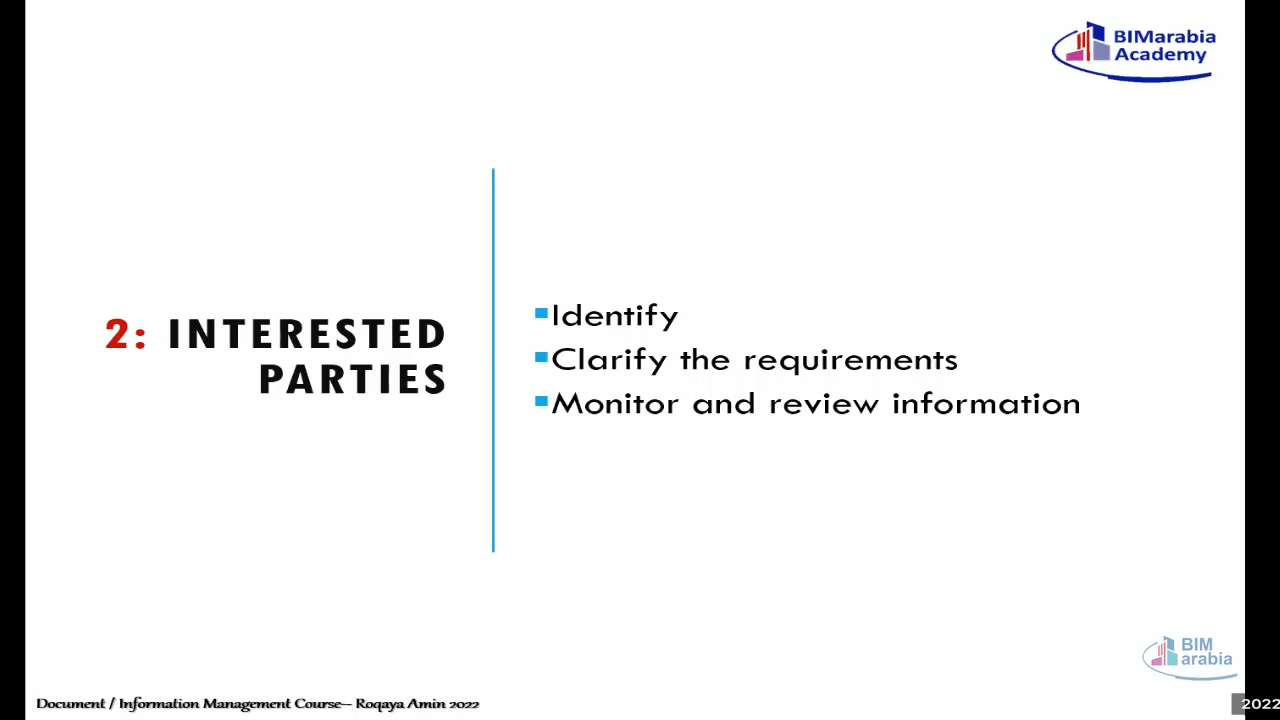 BIMarabia
Academy
2: INTERESTED
PARTIES
Identify
Clarify the requirements
Monitor and review information
BIM
arabia
Document / Information Management Course-- Roqaya Amin 2022
2022